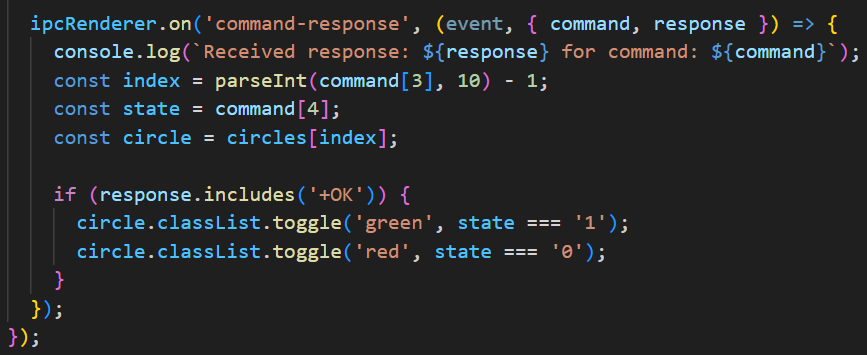 ipcRenderer.on('command-response', (event, { command, response }) => {
console.log(`Received response: ${response} for command: ${command}`);
const index = parseInt(command[3], 10) - 1;
const state = command[4];
const circle = circles[index];
if (response.includes('+OK')) {
circle.classList.toggle('green', state === '1');
circle.classList.toggle('red', state === '0');
}
});
});